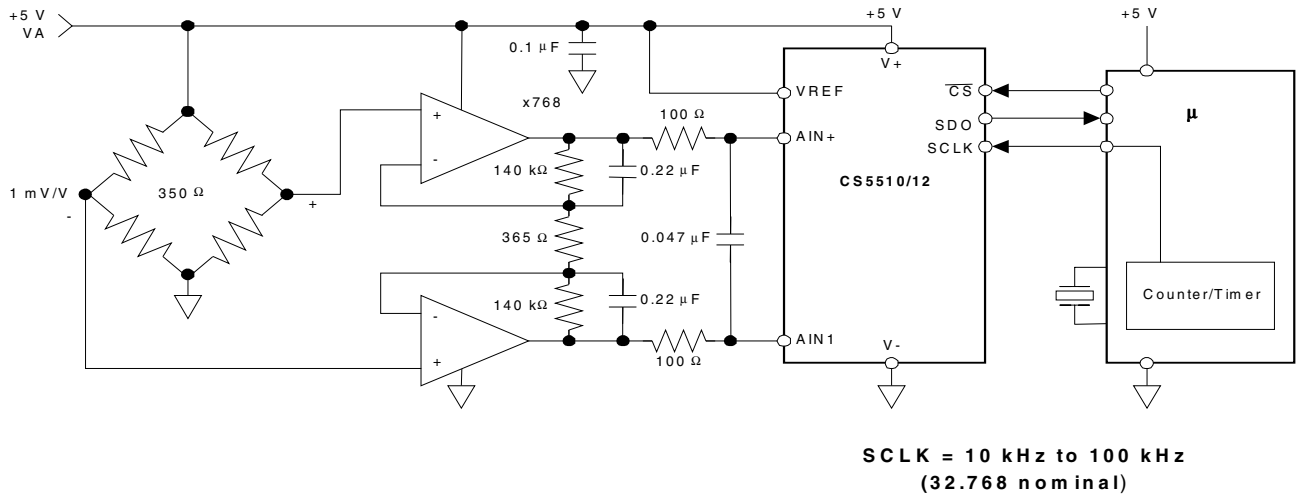 +5 V
VA
0.1 µF
+5 V
+5 V
V+
x768
VREF
CS
SDO
SCLK
µ
+
-
100 Ω
AIN+
140 kΩ
0.22 µF
CS5510/12
1 mV/V
-
350 Ω
+
365 Ω
0.047 µF
140 kΩ
0.22 µF
-
+
100 Ω
AIN1
V-
Counter/Timer
SCLK = 10 kHz to 100 kHz
(32.768 nominal)